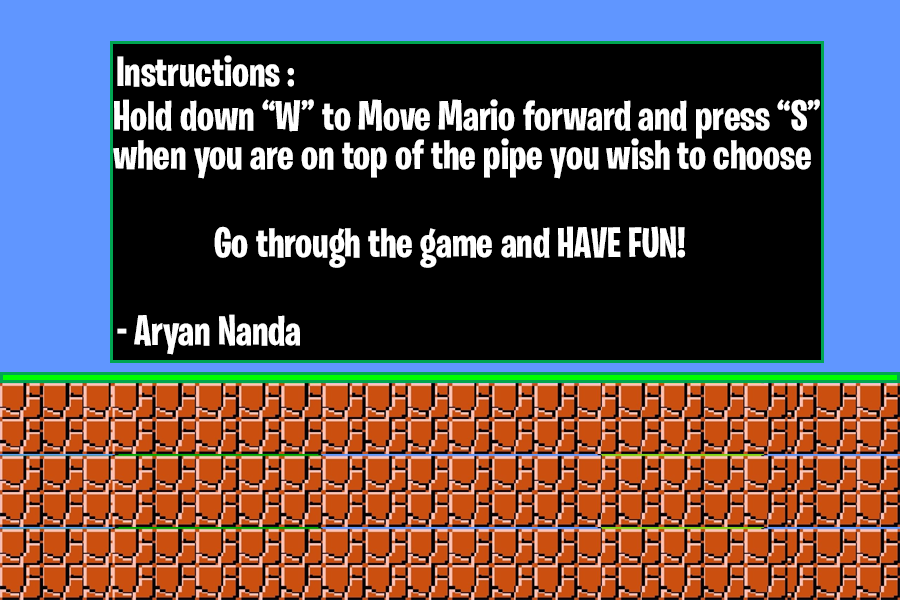 Instructions :
Hold down “W” to Move Mario forward and press “S”
when you are on top of the pipe you wish to choose
Go through the game and HAVE FUN!
- Aryan Nanda